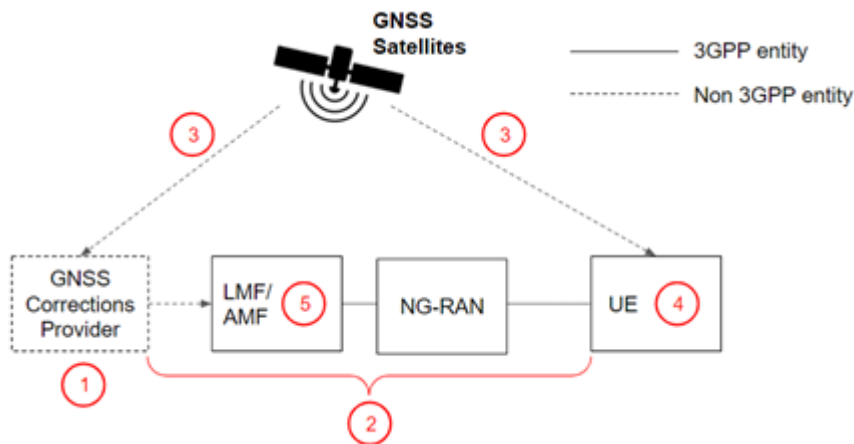 GNSS
Satellites
3GPP entity
Non 3GPP entity
3
3
GNSS
Corrections
Provider
LMF/
AMF
5
NG-RAN
UE
4
1
2